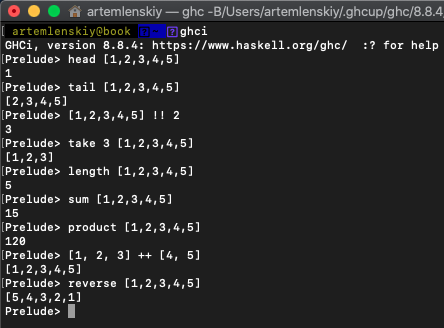 artemlenskiy — ghc -B/Users/artemlenskiy/.ghcup/ghc/8.8.4
artemlenskiy@book ~ ghci
GHCi, version 8.8.4: https://www.haskell.org/ghc/  :? for help
[Prelude> head [1,2,3,4,5]
1
[Prelude> tail [1,2,3,4,5]
[2,3,4,5]
[Prelude> [1,2,3,4,5] !! 2
3
[Prelude> take 3 [1,2,3,4,5]
[1,2,3]
[Prelude> length [1,2,3,4,5]
5
[Prelude> sum [1,2,3,4,5]
15
[Prelude> product [1,2,3,4,5]
120
[Prelude> [1, 2, 3] ++ [4, 5]
[1,2,3,4,5]
[Prelude> reverse [1,2,3,4,5]
[5,4,3,2,1]
Prelude>